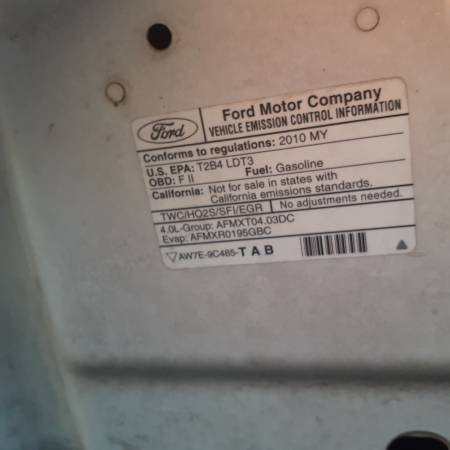 Ford
Ford Motor Company
VEHICLE EMISSION CONTROL INFORMATION
Conforms to regulations: 2010 MY
U.S. EPA: T2B4 LDT3
OBD: F II Fuel: Gasoline
California: Not for sale in states with
California emissions standards.
TWC/HO2S/SFI/EGR No adjustments needed.
4.0L-Group: AFMXT04.03DC
Evap: AFMXR0195GBC
AW7E-9C485-TAB